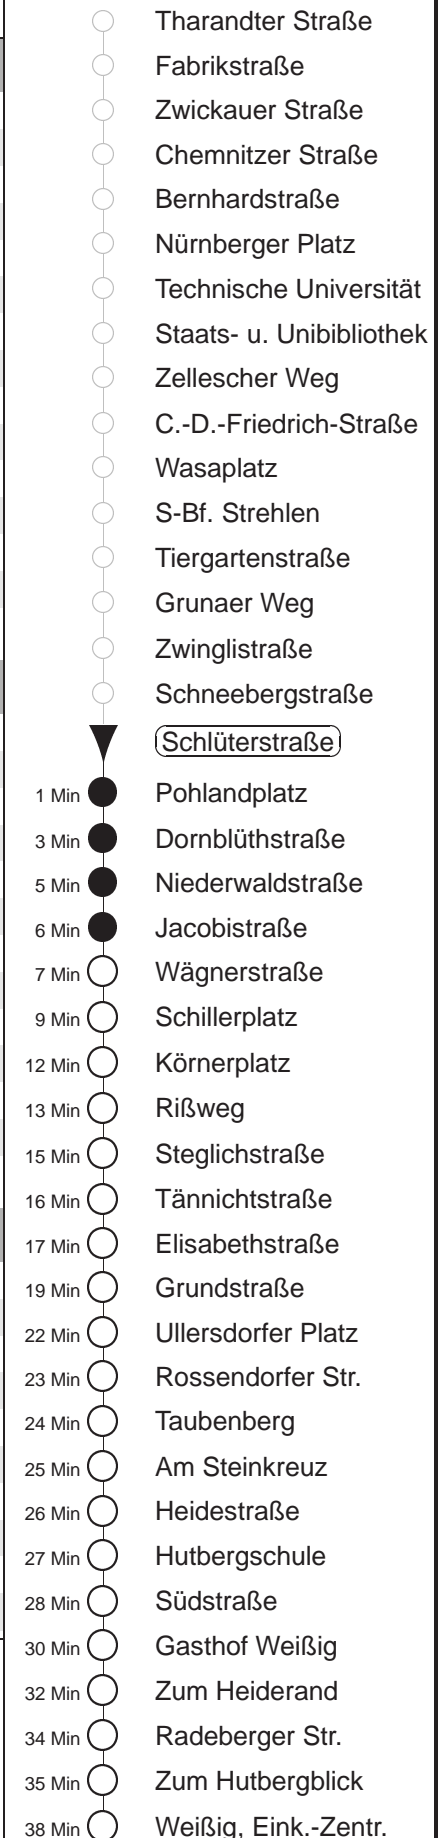 Tharandter Straße
Fabrikstraße
Zwickauer Straße
Chemnitzer Straße
Bernhardstraße
Nürnberger Platz
Technische Universität
Staats- u. Unibibliothek
Zellescher Weg
C.-D.-Friedrich-Straße
Wasaplatz
S-Bf. Strehlen
Tiergartenstraße
Grunaer Weg
Zwinglistraße
Schneebergstraße
Schlüterstraße
1 Min Pohlandplatz
3 Min Dornblüthstraße
5 Min Niederwaldstraße
6 Min Jacobistraße
7 Min Wägnerstraße
9 Min Schillerplatz
12 Min Körnerplatz
13 Min Rißweg
15 Min Steglichstraße
16 Min Tännichtstraße
17 Min Elisabethstraße
19 Min Grundstraße
22 Min Ullersdorfer Platz
23 Min Rossendorfer Str.
24 Min Taubenberg
25 Min Am Steinkreuz
26 Min Heidestraße
27 Min Hutbergschule
28 Min Südstraße
30 Min Gasthof Weißig
32 Min Zum Heiderand
34 Min Radeberger Str.
35 Min Zum Hutbergblick
38 Min Weißig, Eink.-Zentr.